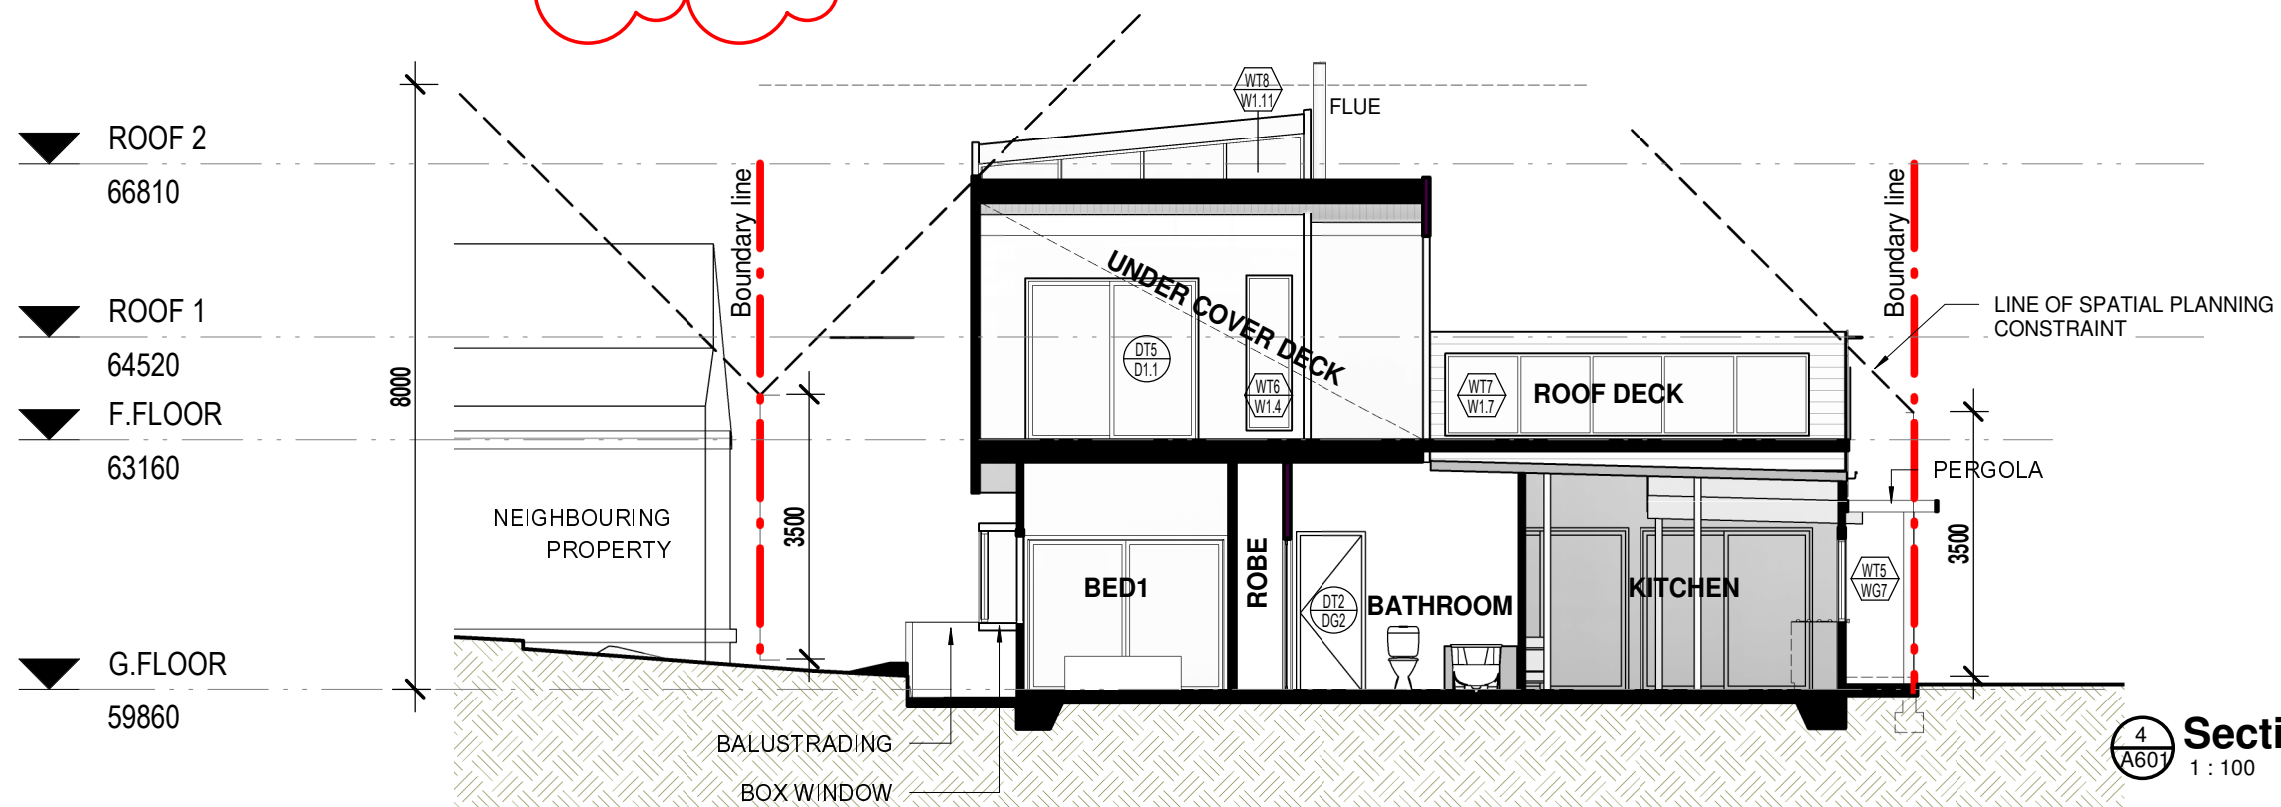 ROOF 2
66810
ROOF 1
64520
F.FLOOR
63160
G.FLOOR
59860
8000
NEIGHBOURING
PROPERTY
Boundary line
3500
WT8
W1.11
FLUE
UNDER COVER DECK
DT5
D1.1
WT6
W1.4
WT7
W1.7
ROOF DECK
Boundary line
LINE OF SPATIAL PLANNING
CONSTRAINT
PERGOLA
3500
BED1
ROBE
DT2
DG2
BATHROOM
KITCHEN
WT5
WG7
BALUSTRADING
BOX WINDOW
4
A601
Secti
1 : 100